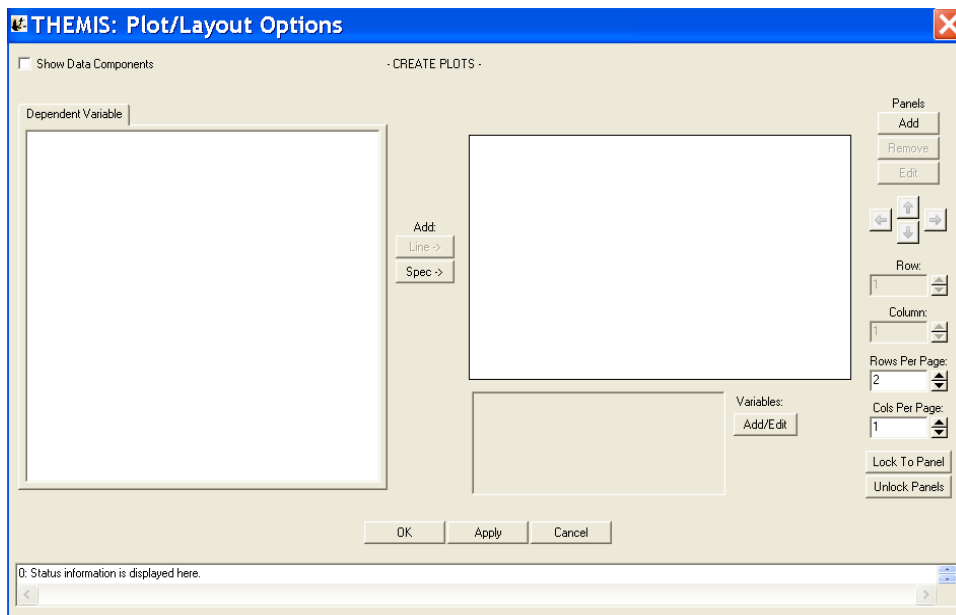 THEMIS: Plot/Layout Options
Show Data Components
- CREATE PLOTS -
Dependent Variable
Add:
Line ->
Spec ->
Panels
Add
Remove
Edit
Row:
1
Column:
1
Rows Per Page:
2
Cols Per Page:
1
Lock To Panel
Unlock Panels
Variables:
Add/Edit
OK
Apply
Cancel
0: Status information is displayed here.